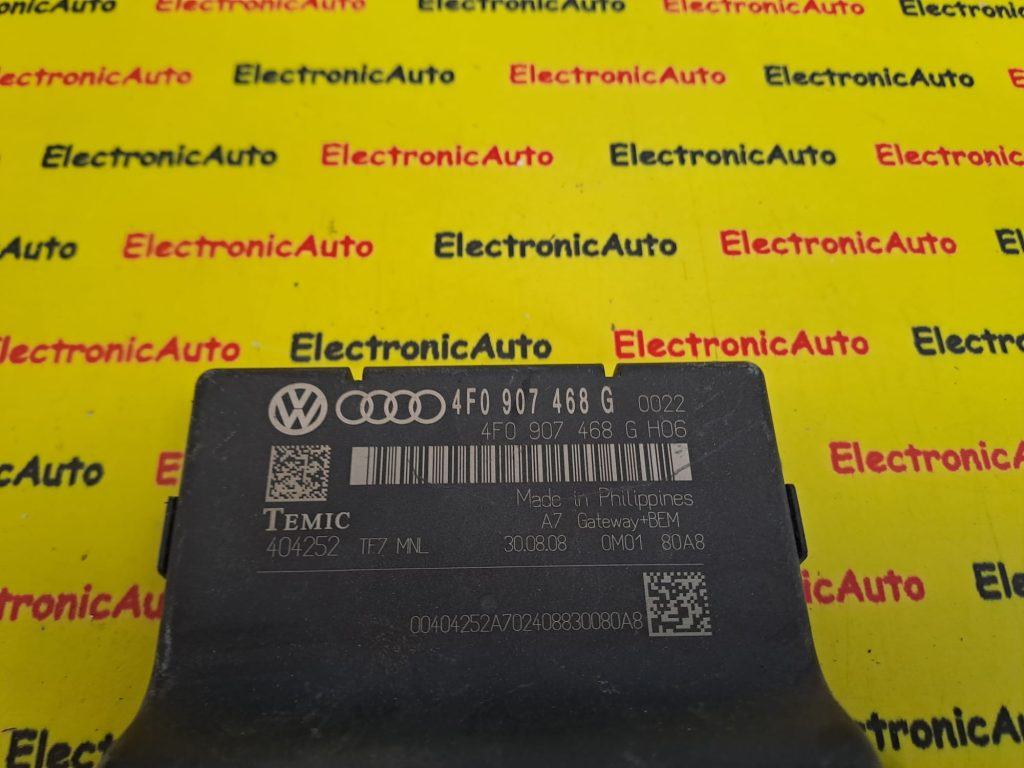 ElectronicAuto ElectronicAuto ElectronicAuto ElectronicAuto
ElectronicAuto ElectronicAuto ElectronicAuto
ElectronicAuto ElectronicAuto ElectronicAuto ElectronicAuto
ElectronicAuto ElectronicAuto ElectronicAuto
ElectronicAuto ElectronicAuto ElectronicAuto
4F0 907 468 G 0022
4F0 907 468 G H06
Made in Philippines
TEMIC A7 Gateway+BEM
404252 TF7 MNL 30.08.08 0M01 80A8
00404252A702408830080A8
ElectronicAuto